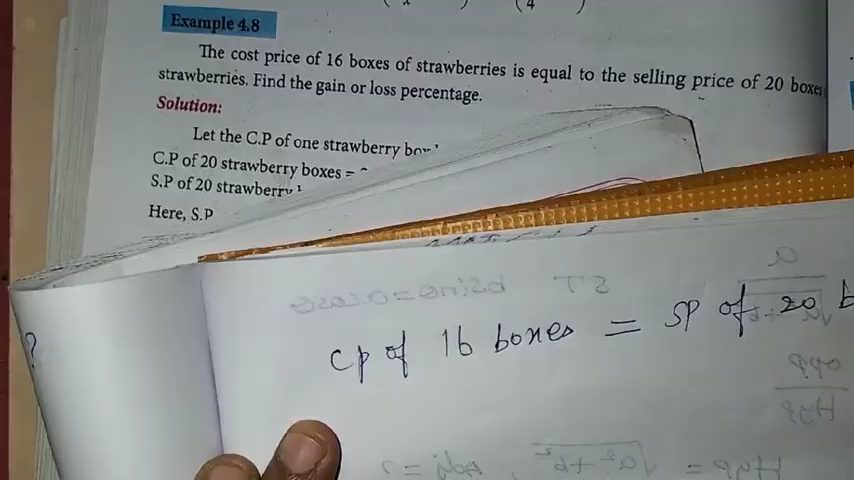 Example 4.8
The cost price of 16 boxes of strawberries is equal to the selling price of 20 boxes
strawberries. Find the gain or loss percentage.
Solution:
Let the C.P of one strawberry box
C.P of 20 strawberry boxes =
S.P of 20 strawberry
Here, S.P
CP of 16 boxes = SP of 20 b
?